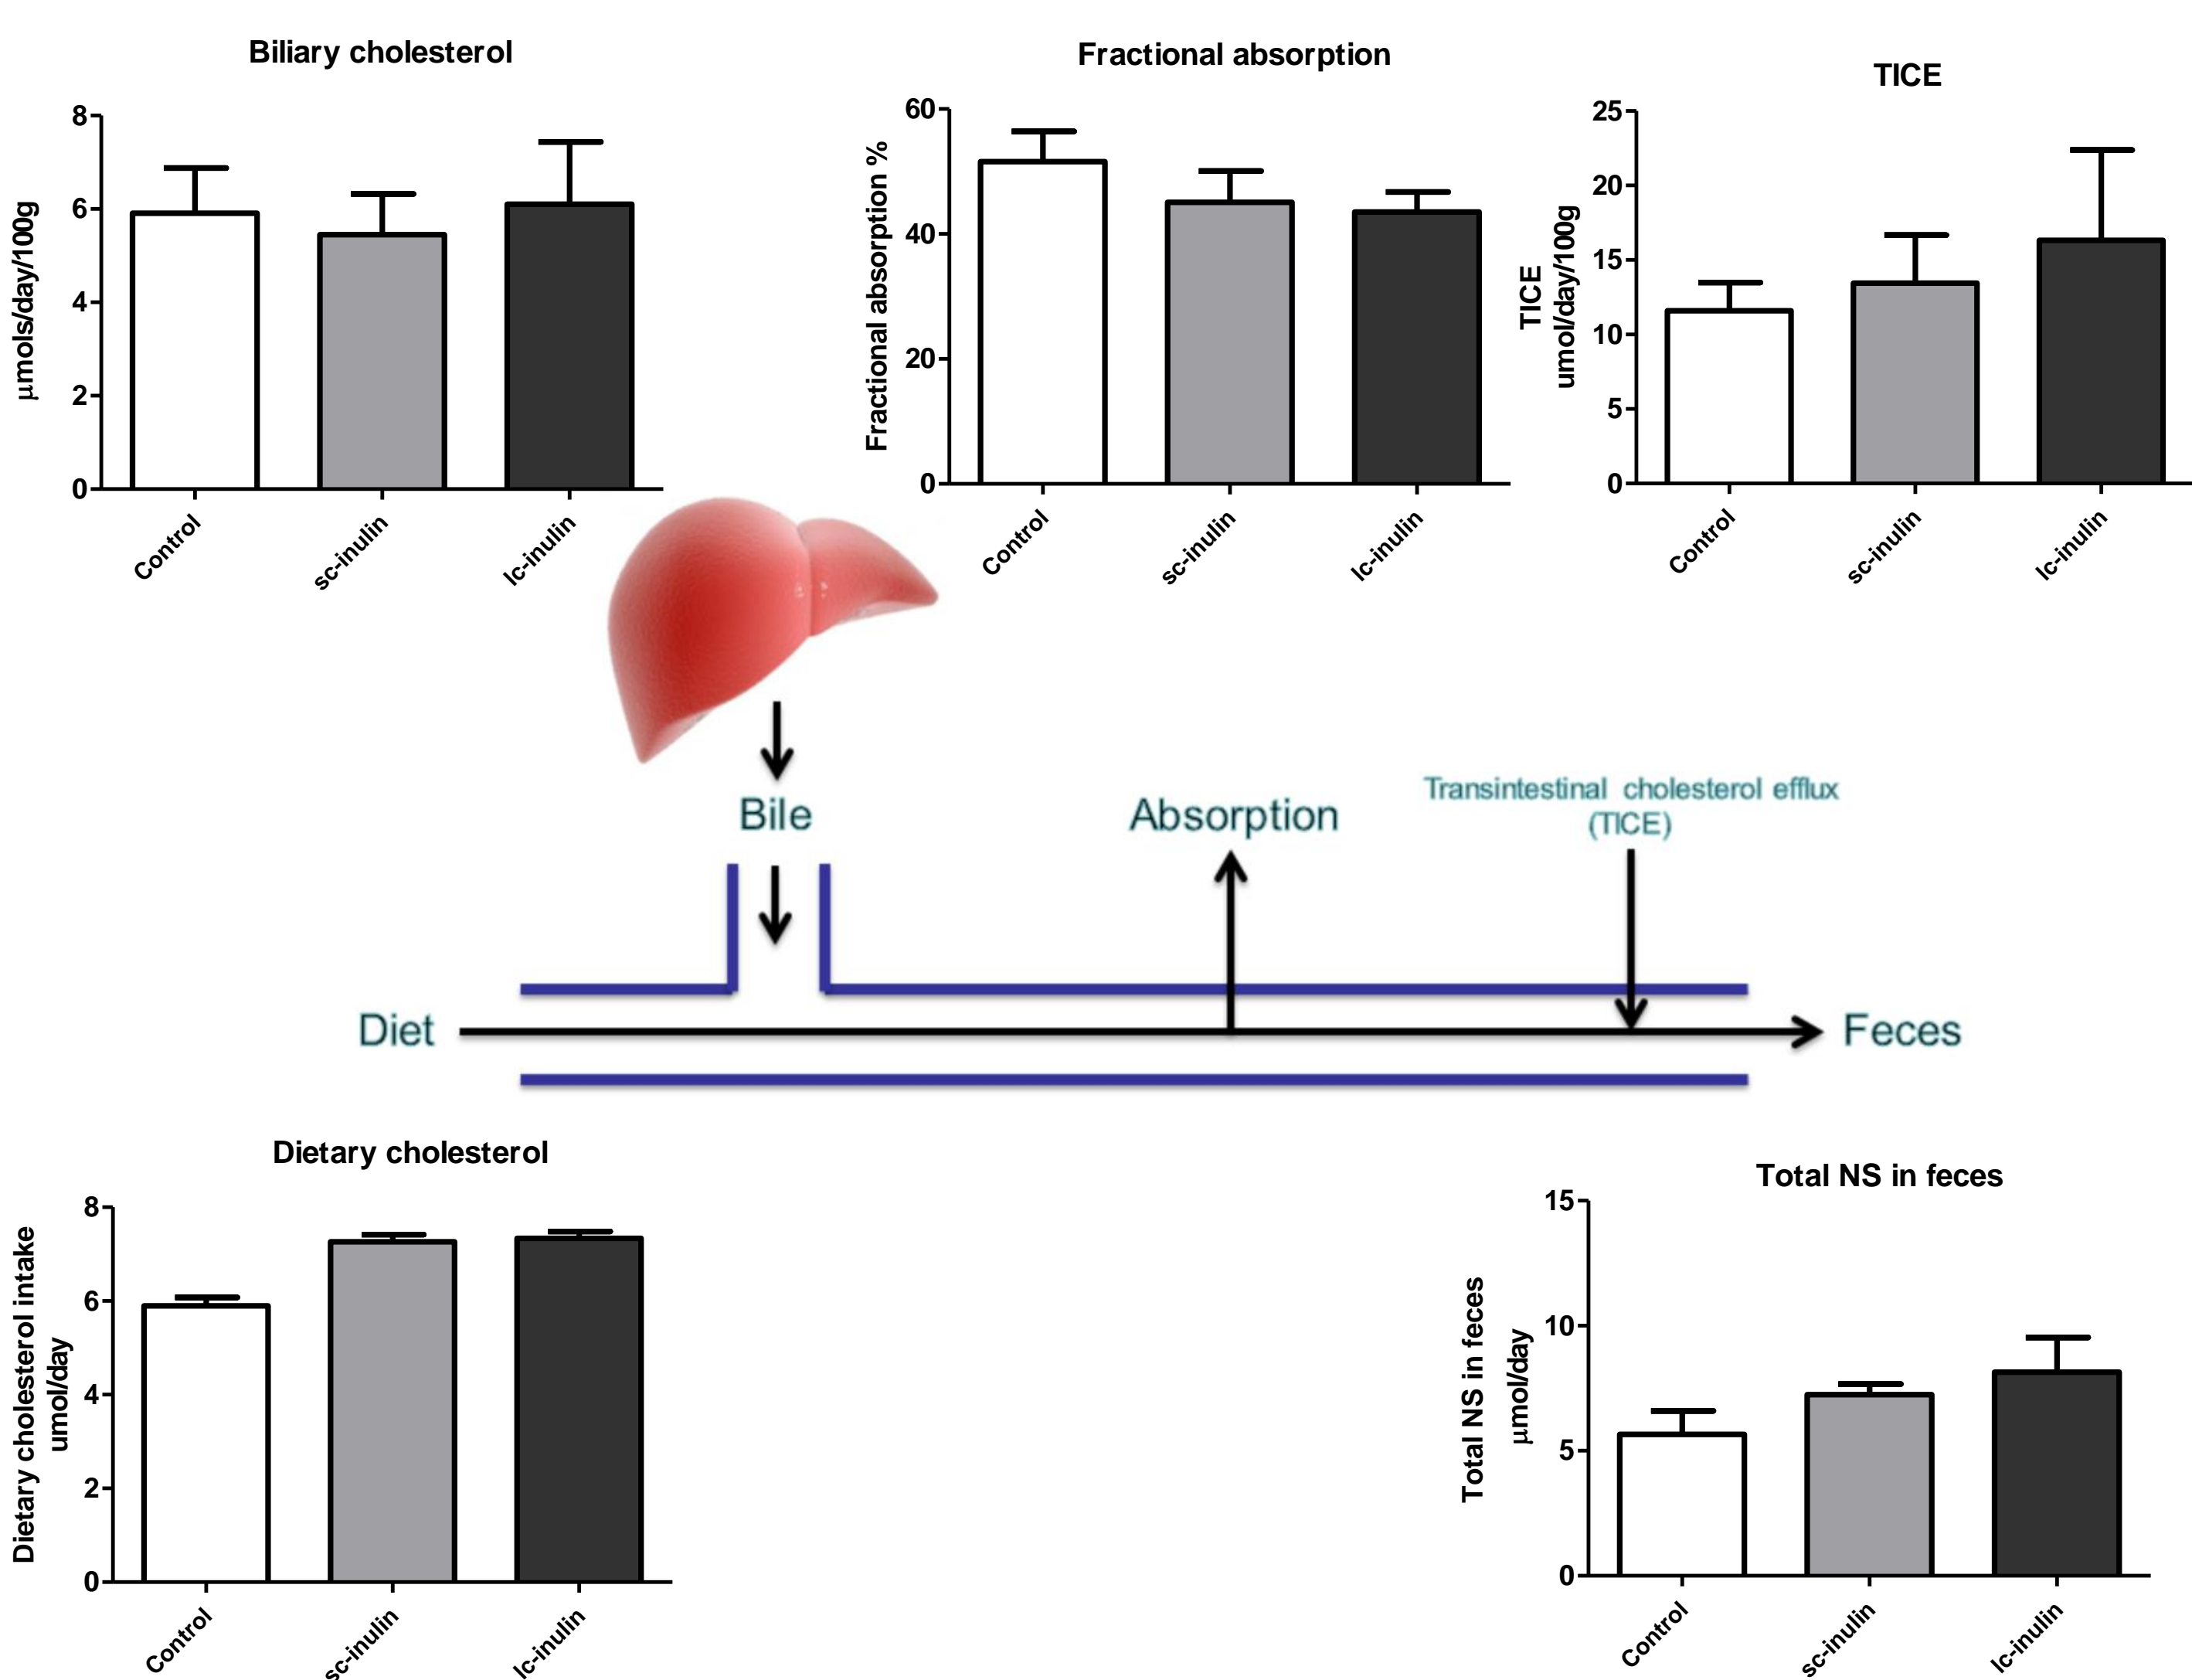 Biliary cholesterol
μmols/day/100g
8
6
4
2
0
Control
sc-inulin
lc-inulin
Fractional absorption
Fractional absorption %
60
40
20
0
Control
sc-inulin
lc-inulin
TICE
TICE
umol/day/100g
25
20
15
10
5
0
Control
sc-inulin
lc-inulin
Bile
Absorption
Transintestinal cholesterol efflux
(TICE)
Diet
Feces
Dietary cholesterol
Dietary cholesterol intake
umol/day
8
6
4
2
0
Control
sc-inulin
lc-inulin
Total NS in feces
Total NS in feces
μmol/day
15
10
5
0
Control
sc-inulin
lc-inulin